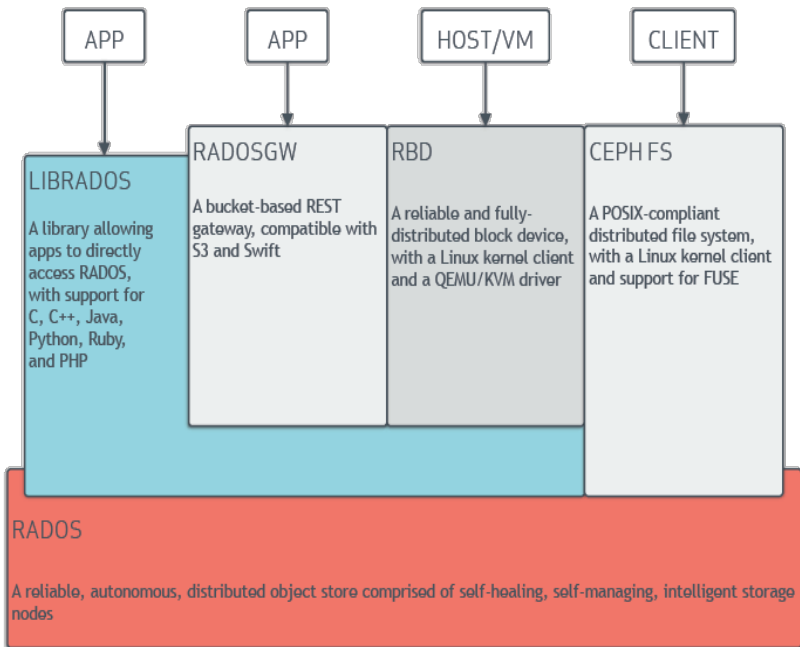 APP
APP
HOST/VM
CLIENT
LIBRADOS
A library allowing
apps to directly
access RADOS,
with support for
C, C++, Java,
Python, Ruby,
and PHP
RADOSGW
A bucket-based REST
gateway, compatible with
S3 and Swift
RBD
A reliable and fully-
distributed block device,
with a Linux kernel client
and a QEMU/KVM driver
CEPH FS
A POSIX-compliant
distributed file system,
with a Linux kernel client
and support for FUSE
RADOS
A reliable, autonomous, distributed object store comprised of self-healing, self-managing, intelligent storage
nodes